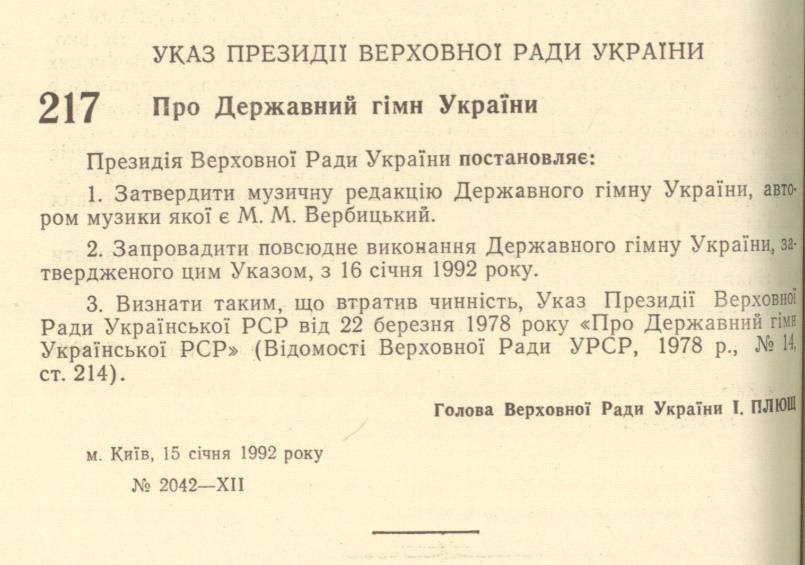 УКАЗ ПРЕЗИДІЇ ВЕРХОВНОЇ РАДИ УКРАЇНИ
217 Про Державний гімн України
Президія Верховної Ради України постановляє:
1. Затвердити музичну редакцію Державного гімну України, авто-
ром музики якої є М. М. Вербицький.
2. Запровадити повсюдне виконання Державного гімну України, за-
твердженого цим Указом, з 16 січня 1992 року.
3. Визнати таким, що втратив чинність, Указ Президії Верховної
Ради Української РСР від 22 березня 1978 року «Про Державний гімн
Української РСР» (Відомості Верховної Ради УРСР, 1978 р., № 14,
ст. 214).
Голова Верховної Ради України І. ПЛЮЩ
м. Київ, 15 січня 1992 року
№ 2042—XII